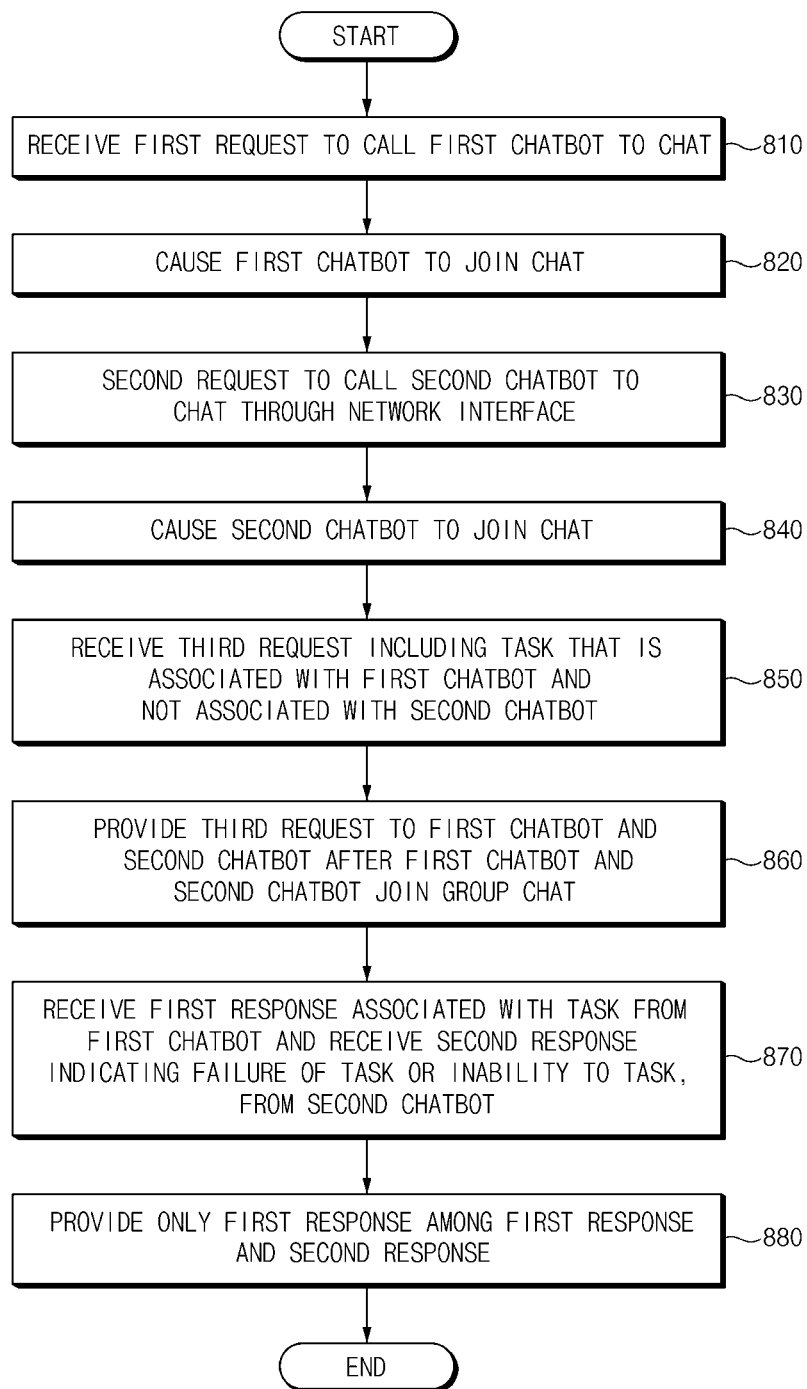 START
RECEIVE FIRST REQUEST TO CALL FIRST CHATBOT TO CHAT
810
CAUSE FIRST CHATBOT TO JOIN CHAT
820
SECOND REQUEST TO CALL SECOND CHATBOT TO
CHAT THROUGH NETWORK INTERFACE
830
CAUSE SECOND CHATBOT TO JOIN CHAT
840
RECEIVE THIRD REQUEST INCLUDING TASK THAT IS
ASSOCIATED WITH FIRST CHATBOT AND
NOT ASSOCIATED WITH SECOND CHATBOT
850
PROVIDE THIRD REQUEST TO FIRST CHATBOT AND
SECOND CHATBOT AFTER FIRST CHATBOT AND
SECOND CHATBOT JOIN GROUP CHAT
860
RECEIVE FIRST RESPONSE ASSOCIATED WITH TASK FROM
FIRST CHATBOT AND RECEIVE SECOND RESPONSE
INDICATING FAILURE OF TASK OR INABILITY TO TASK,
FROM SECOND CHATBOT
870
PROVIDE ONLY FIRST RESPONSE AMONG FIRST RESPONSE
AND SECOND RESPONSE
880
END